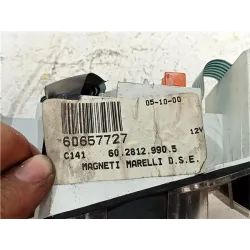 05-10-00
60657727
12V
C141 60.2812.990.5
MAGNETI MARELLI D.S.E.